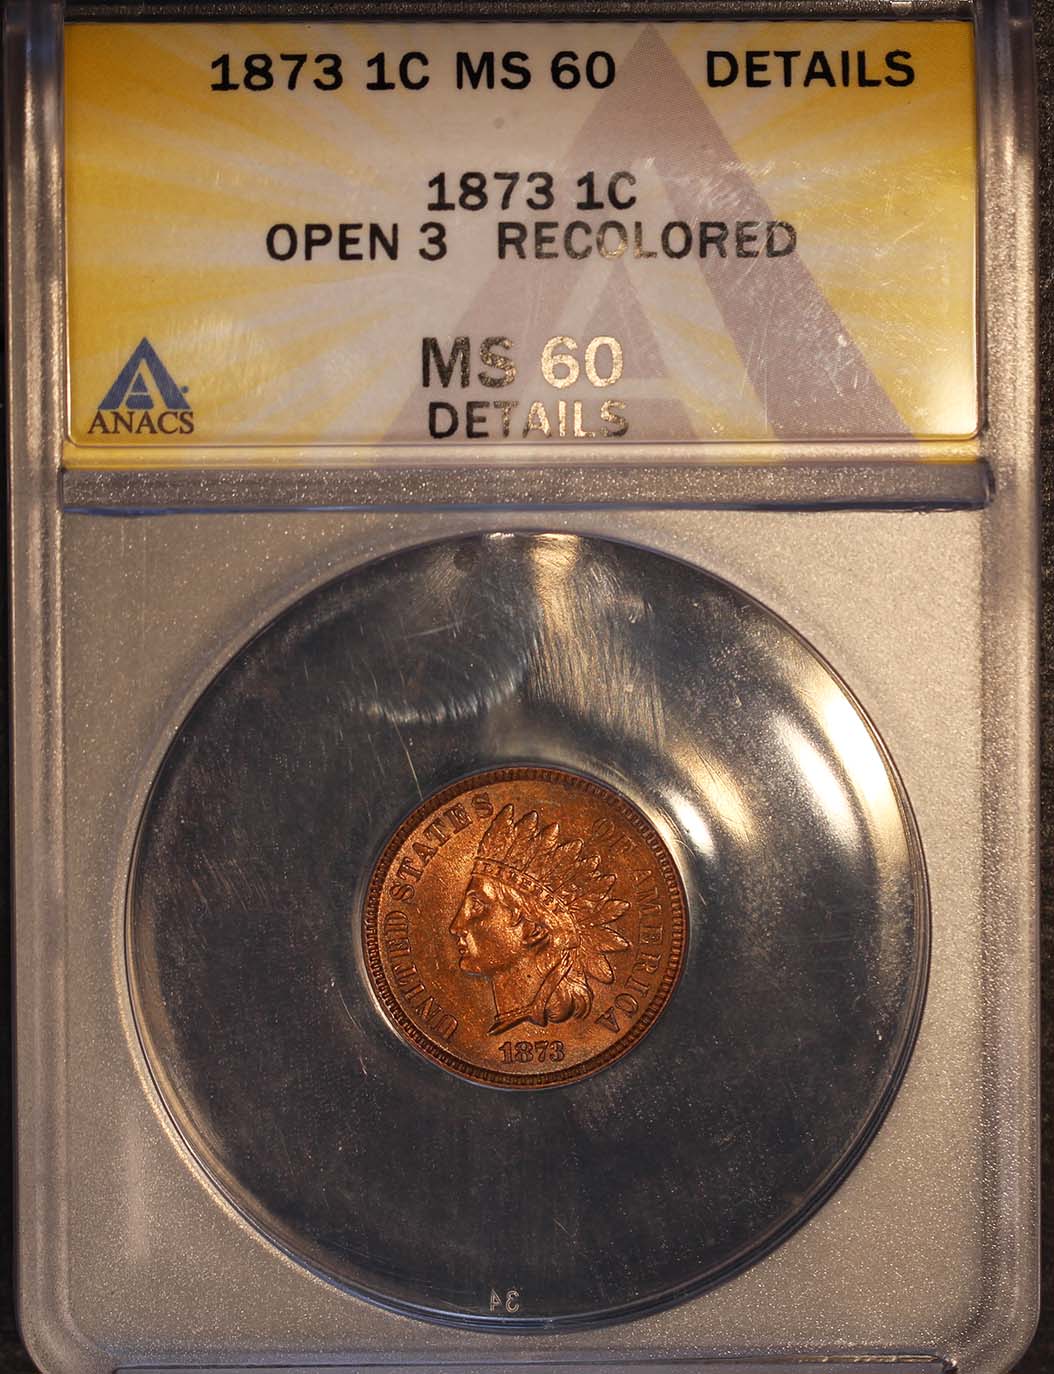 1873 1C MS 60 DETAILS
1873 1C
OPEN 3 RECOLORED
MS 60
DETAILS
ANACS
UNITED STATES OF AMERICA
1873
34